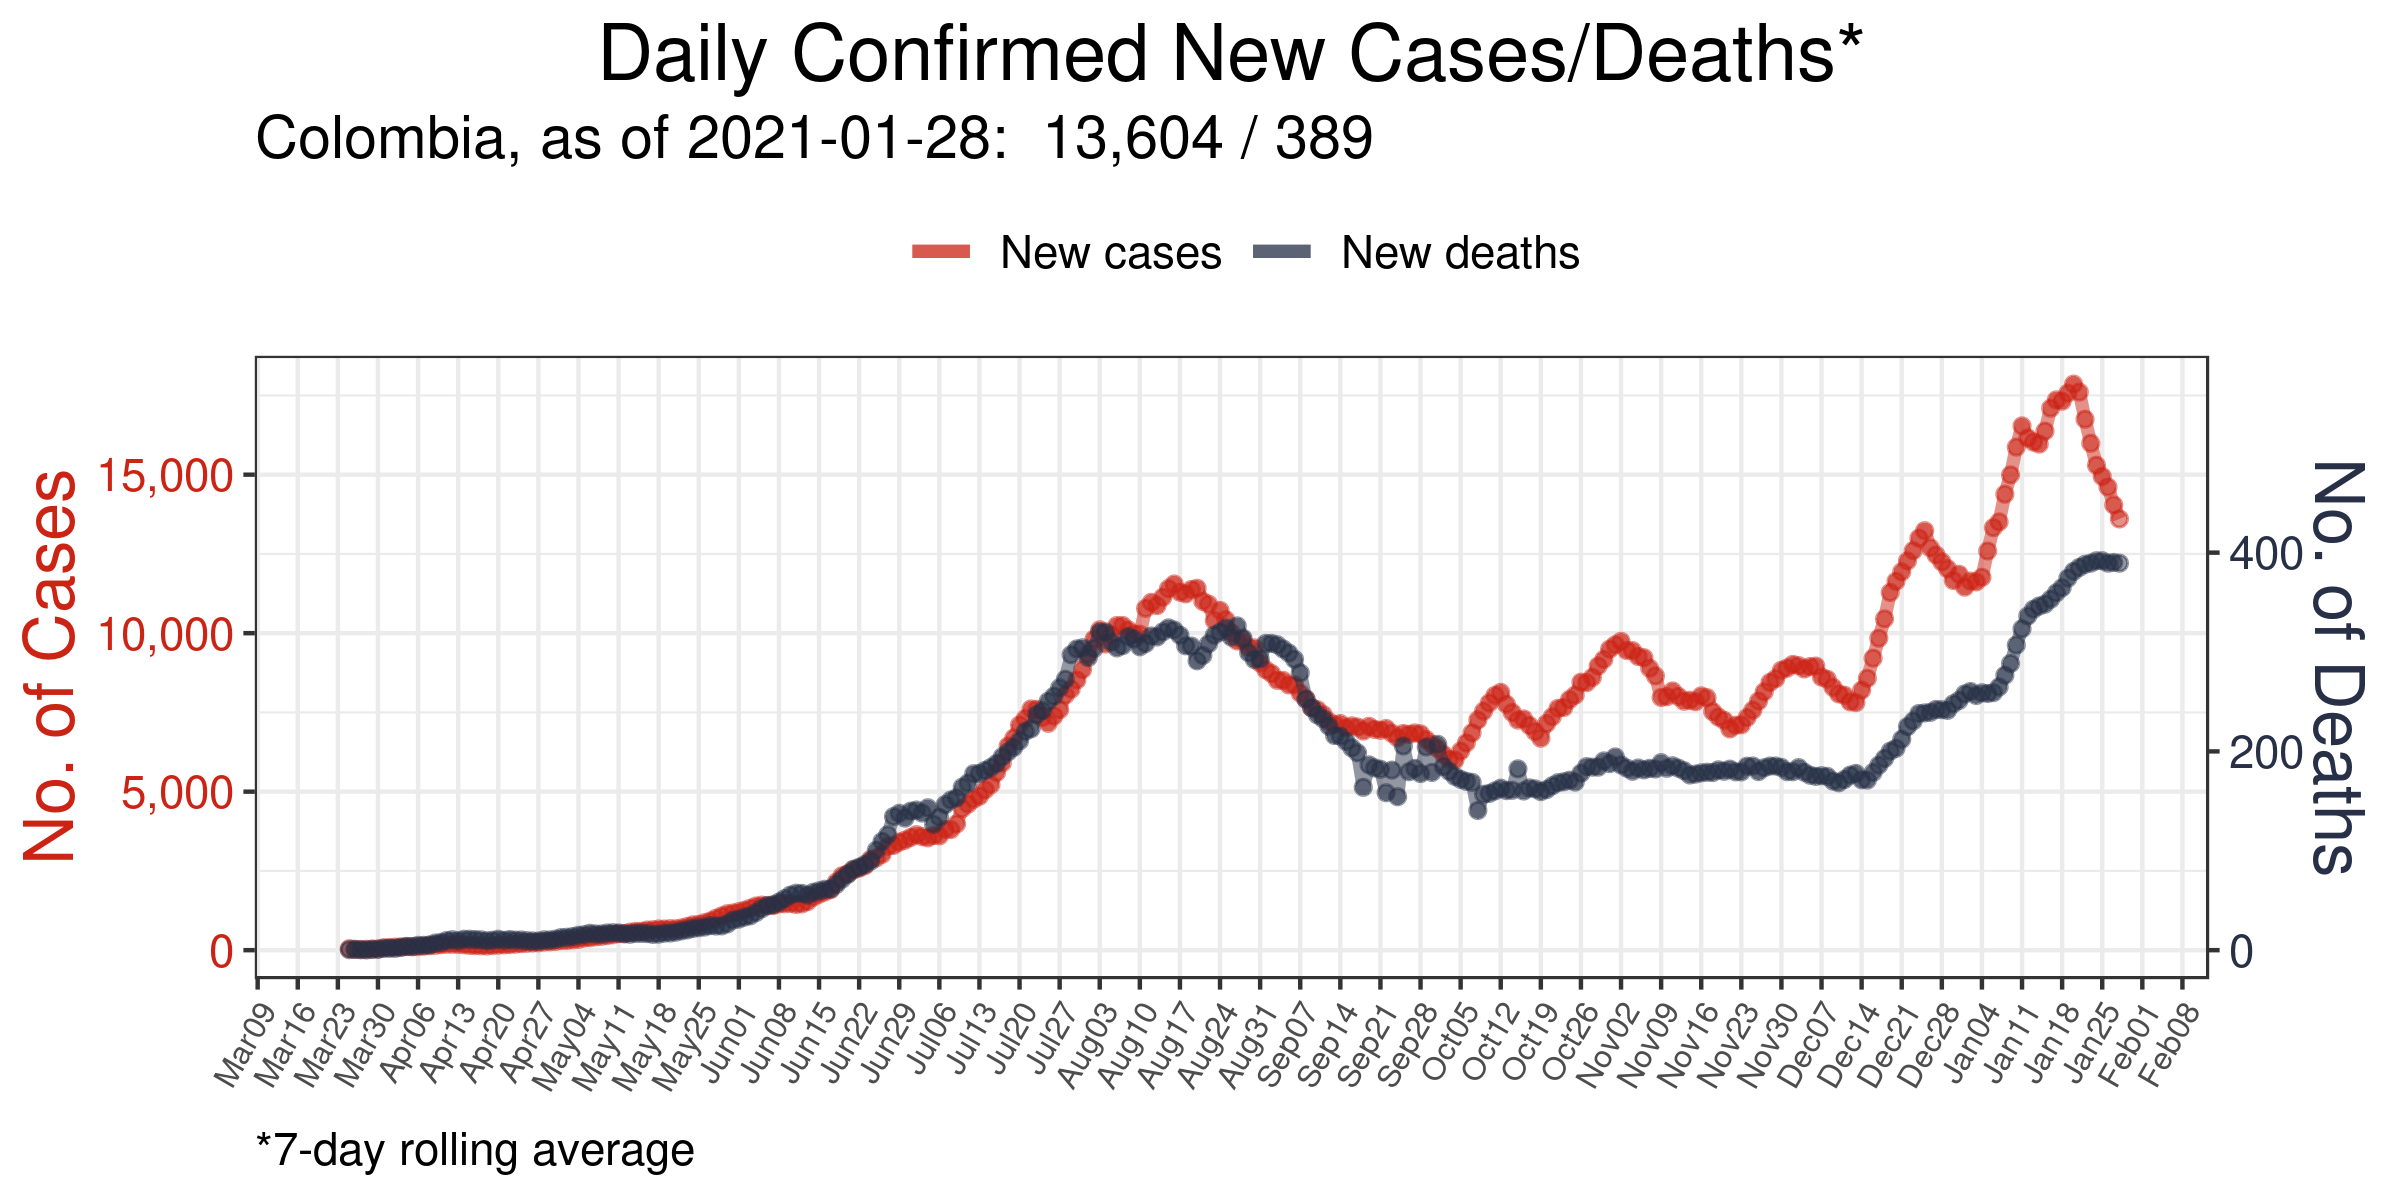 Daily Confirmed New Cases/Deaths*
Colombia, as of 2021-01-28:  13,604 / 389
New cases
New deaths
No. of Cases
15,000
10,000
5,000
0
No. of Deaths
400
200
0
Mar09
Mar16
Mar23
Mar30
Apr06
Apr13
Apr20
Apr27
May04
May11
May18
May25
Jun01
Jun08
Jun15
Jun22
Jun29
Jul06
Jul13
Jul20
Jul27
Aug03
Aug10
Aug17
Aug24
Aug31
Sep07
Sep14
Sep21
Sep28
Oct05
Oct12
Oct19
Oct26
Nov02
Nov09
Nov16
Nov23
Nov30
Dec07
Dec14
Dec21
Dec28
Jan04
Jan11
Jan18
Jan25
Feb01
Feb08
*7-day rolling average